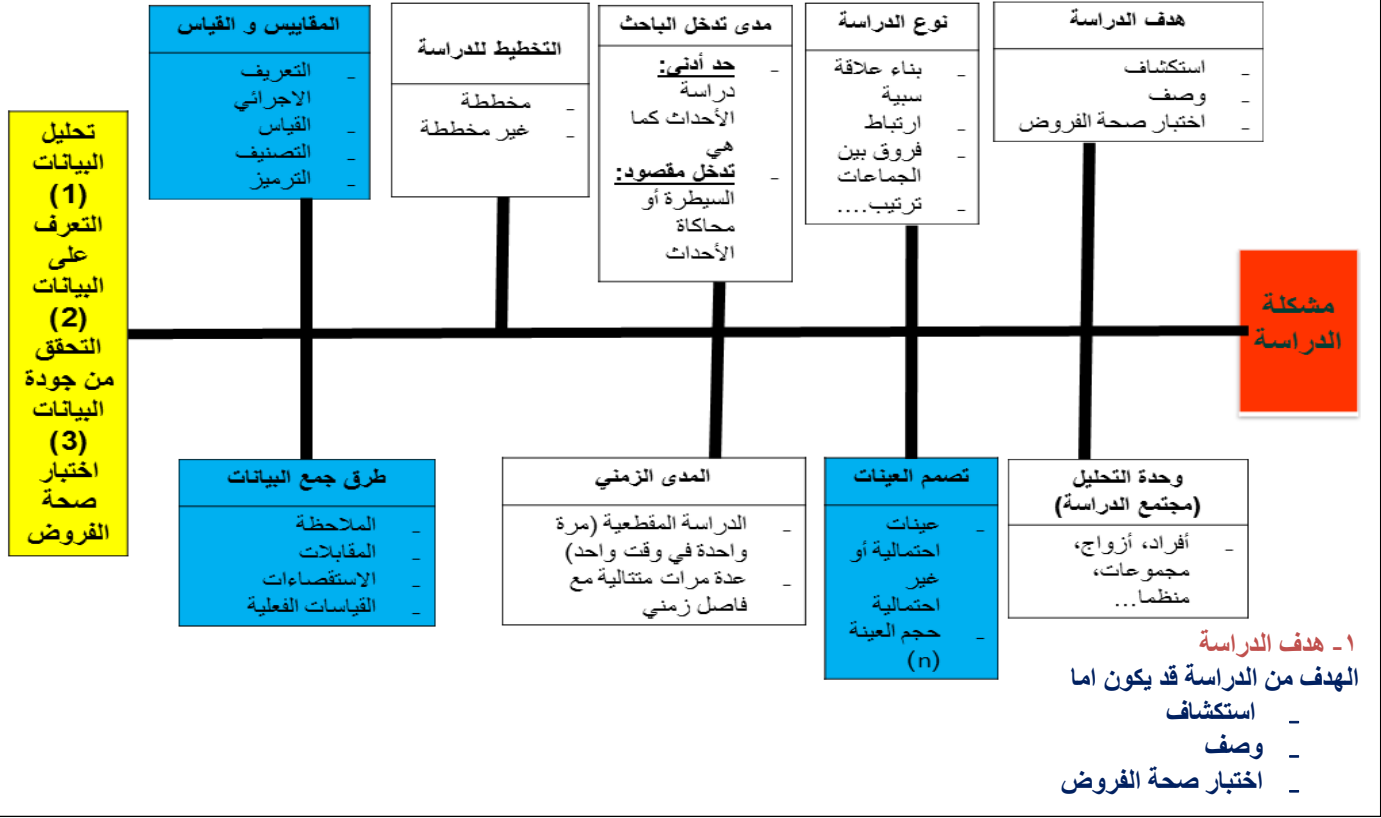 مشكلة
الدراسة
هدف الدراسة
- استكشاف
- وصف
- اختبار صحة الفروض
نوع الدراسة
- بناء علاقة
سببية
- ارتباط
- فروق بين
الجماعات
- ترتيب....
مدى تدخل الباحث
- حد أدنى:
دراسة
الأحداث كما
هي
- تدخل مقصود:
السيطرة أو
محاكاة
الأحداث
التخطيط للدراسة
- مخططة
- غير مخططة
المقاييس و القياس
- التعريف
الاجرائي
- القياس
- التصنيف
- الترميز
وحدة التحليل
(مجتمع الدراسة)
- أفراد، أزواج،
مجموعات،
منظما...
تصمم العينات
- عينات
احتمالية أو
غير
احتمالية
- حجم العينة
(n)
المدى الزمني
- الدراسة المقطعية (مرة
واحدة في وقت واحد)
- عدة مرات متتالية مع
فاصل زمني
طرق جمع البيانات
- الملاحظة
- المقابلات
- الاستقصاءات
- القياسات الفعلية
تحليل
البيانات
(1)
التعرف
على
البيانات
(2)
التحقق
من جودة
البيانات
(3)
اختبار
صحة
الفروض
١- هدف الدراسة
الهدف من الدراسة قد يكون اما
- استكشاف
- وصف
- اختبار صحة الفروض